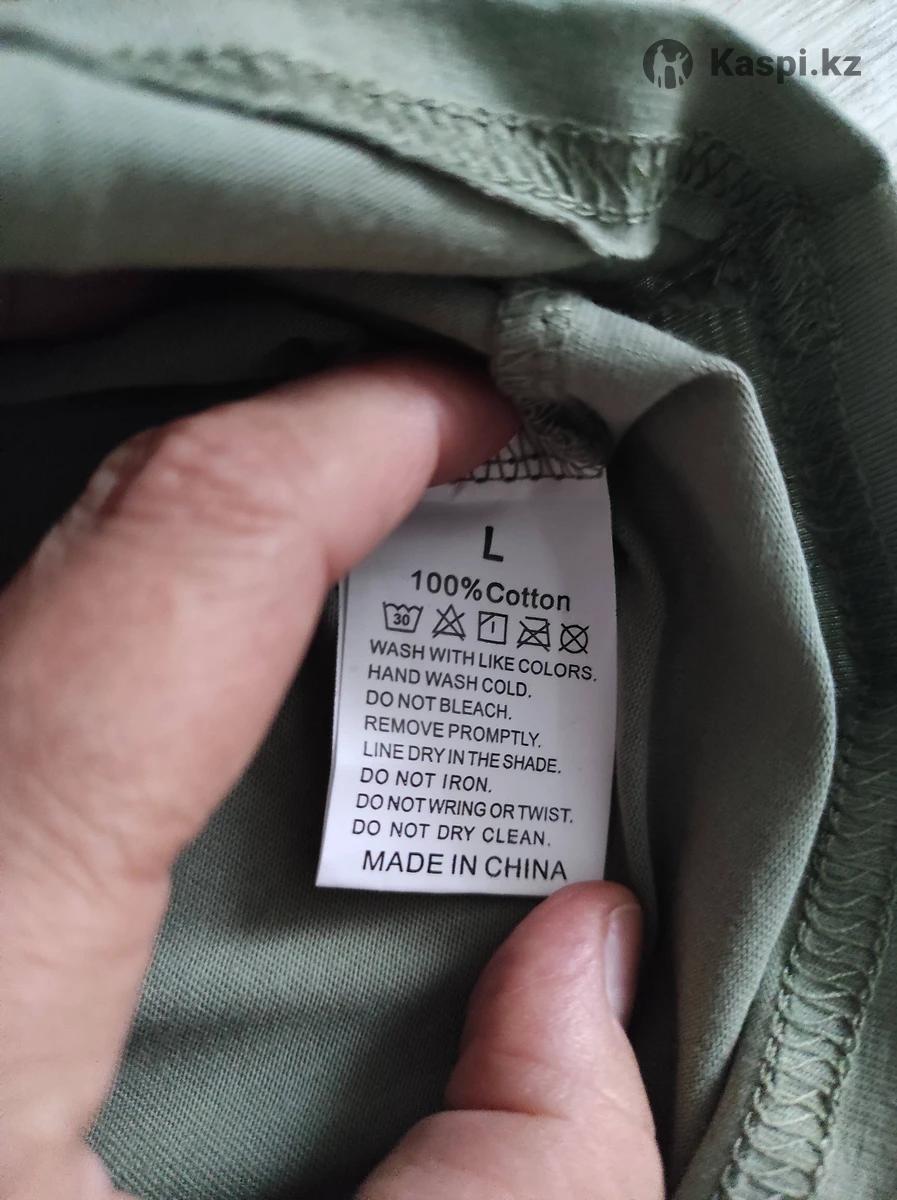 Kaspi.kz
L
100%Cotton
30
WASH WITH LIKE COLORS.
HAND WASH COLD.
DO NOT BLEACH.
REMOVE PROMPTLY.
LINE DRY IN THE SHADE.
DO NOT IRON.
DO NOT WRING OR TWIST.
DO NOT DRY CLEAN.
MADE IN CHINA